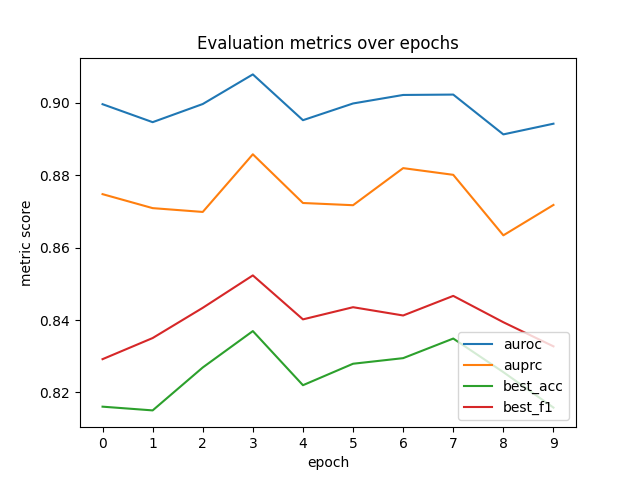 Evaluation metrics over epochs
metric score
0.90
0.88
0.86
0.84
0.82
auroc
auprc
best_acc
best_f1
0 1 2 3 4 5 6 7 8 9
epoch